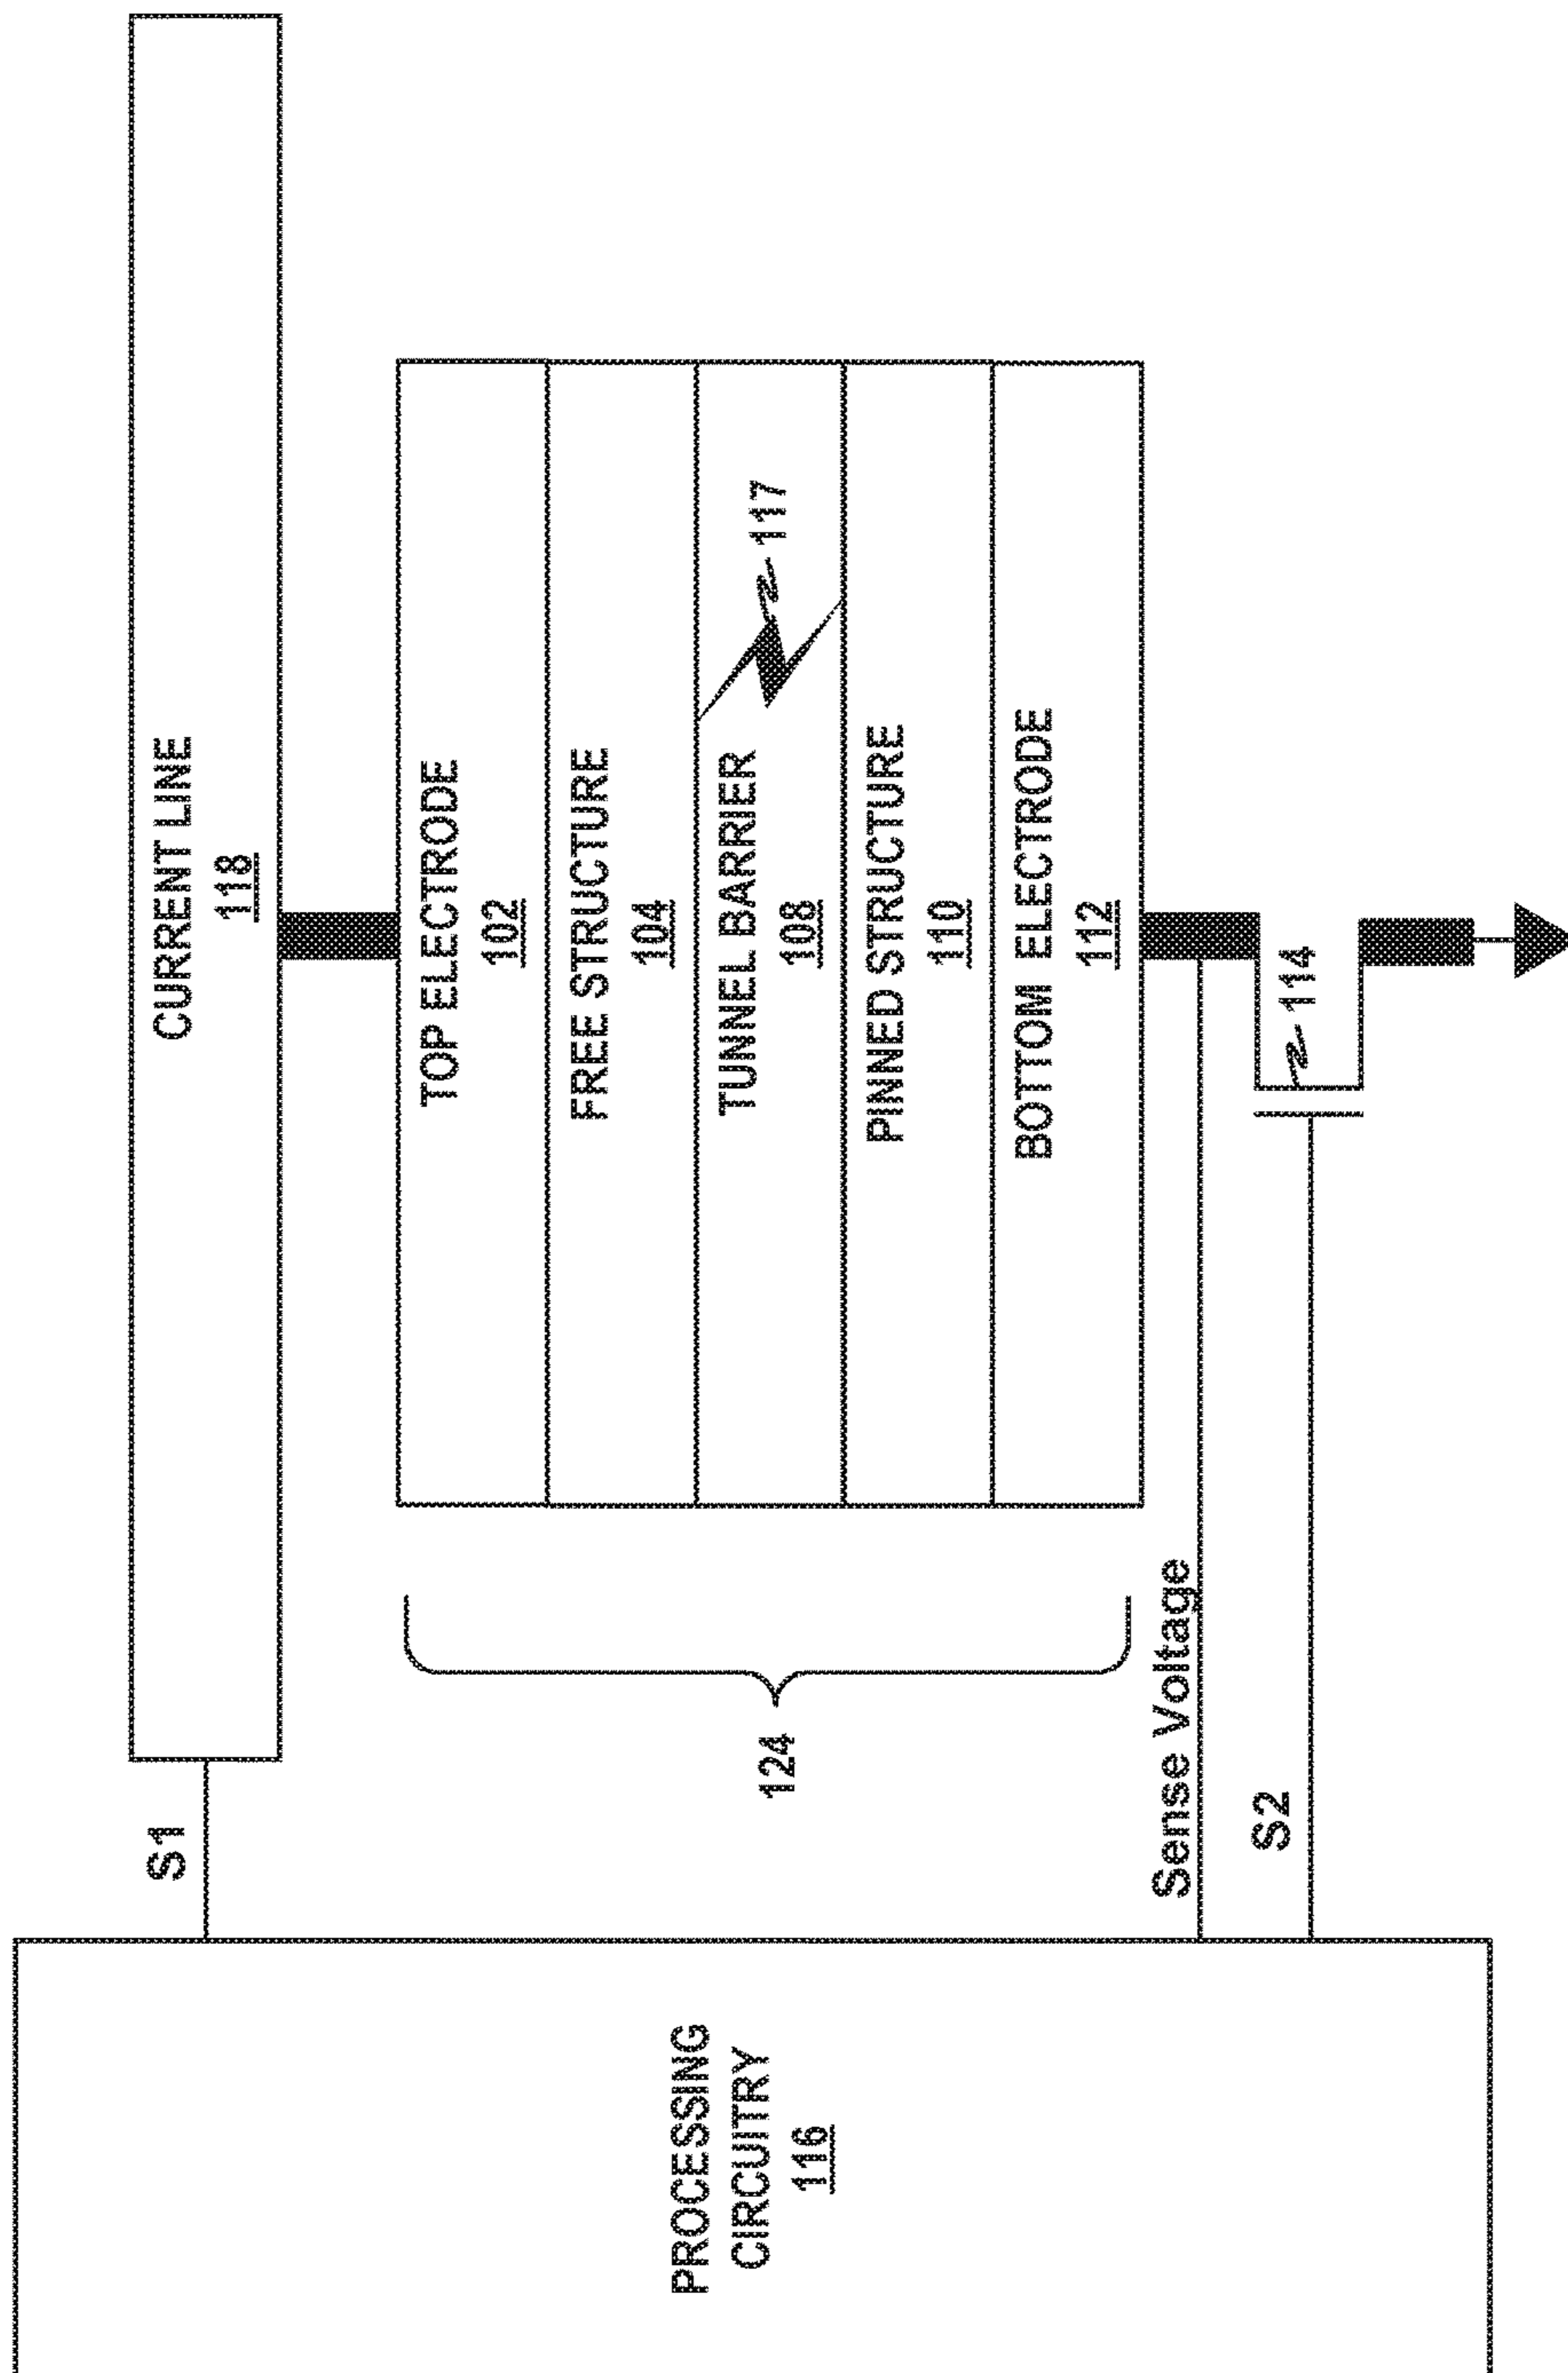 CURRENT LINE
118
TOP ELECTRODE
102
FREE STRUCTURE
104
TUNNEL BARRIER
108
117
PINNED STRUCTURE
110
BOTTOM ELECTRODE
112
114
124
S1
Sense Voltage
S2
PROCESSING
CIRCUITRY
116